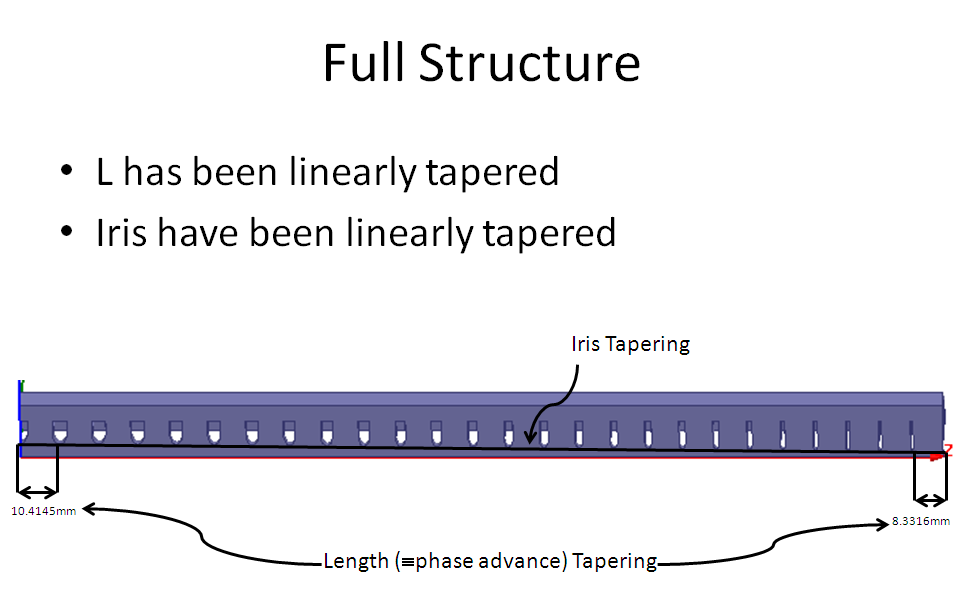 Full Structure
• L has been linearly tapered
• Iris have been linearly tapered
Iris Tapering
Z
10.4145mm
8.3316mm
Length (≡phase advance) Tapering